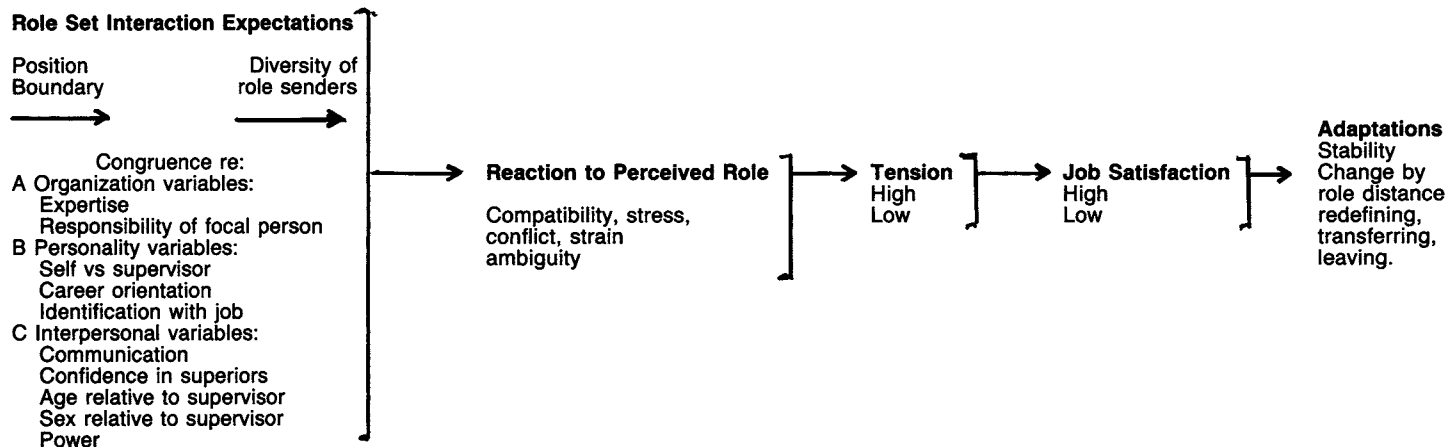 Role Set Interaction Expectations
Position
Boundary
Diversity of
role senders
Congruence re:
A Organization variables:
Expertise
Responsibility of focal person
B Personality variables:
Self vs supervisor
Career orientation
Identification with job
C Interpersonal variables:
Communication
Confidence in superiors
Age relative to supervisor
Sex relative to supervisor
Power
Reaction to Perceived Role
Compatibility, stress,
conflict, strain
ambiguity
Tension
High
Low
Job Satisfaction
High
Low
Adaptations
Stability
Change by
role distance
redefining,
transferring,
leaving.